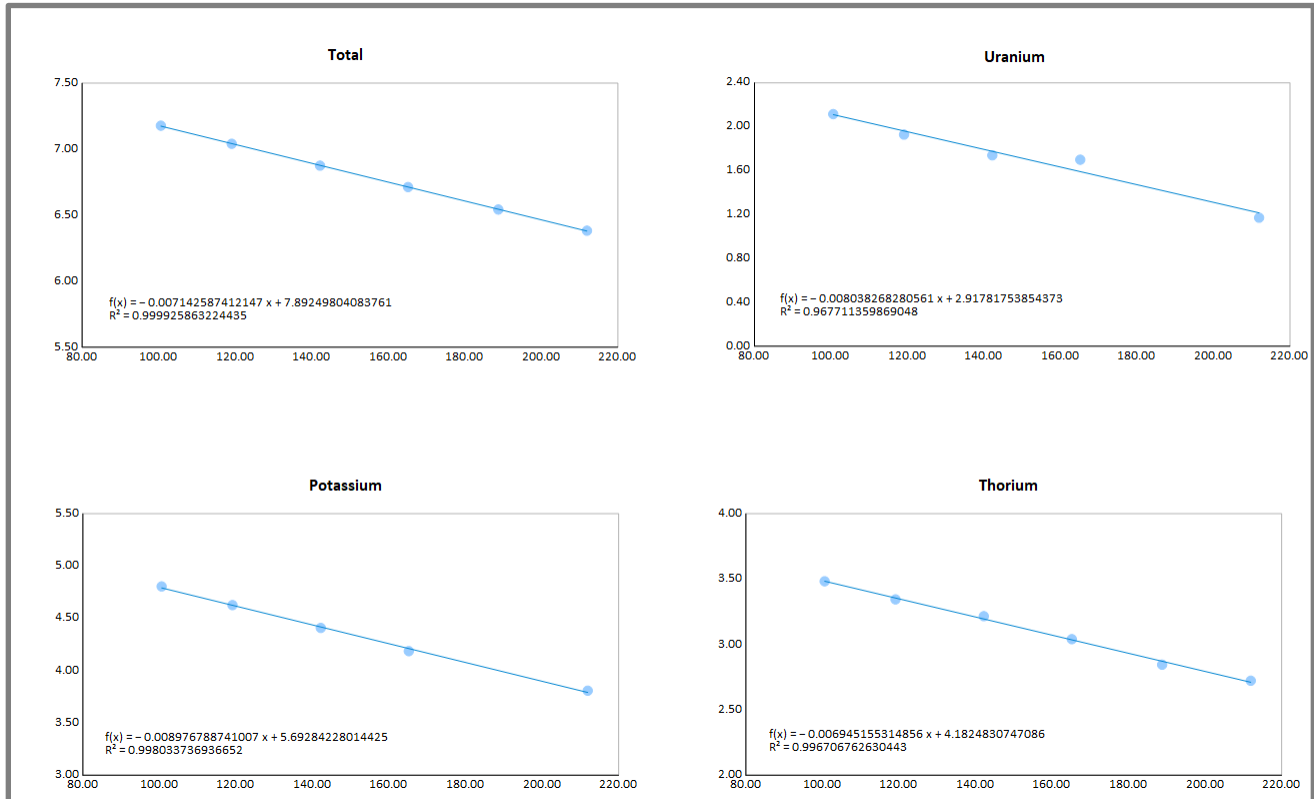 Total
7.50
7.00
6.50
6.00
5.50
80.00 100.00 120.00 140.00 160.00 180.00 200.00 220.00
f(x) = – 0.007142587412147 x + 7.89249804083761
R² = 0.999925863224435
Uranium
2.40
2.00
1.60
1.20
0.80
0.40
0.00
80.00 100.00 120.00 140.00 160.00 180.00 200.00 220.00
f(x) = – 0.008038268280561 x + 2.91781753854373
R² = 0.967711359869048
Potassium
5.50
5.00
4.50
4.00
3.50
3.00
80.00 100.00 120.00 140.00 160.00 180.00 200.00 220.00
f(x) = – 0.008976788741007 x + 5.69284228014425
R² = 0.998033736936652
Thorium
4.00
3.50
3.00
2.50
2.00
80.00 100.00 120.00 140.00 160.00 180.00 200.00 220.00
f(x) = – 0.006945155314856 x + 4.1824830747086
R² = 0.996706762630443